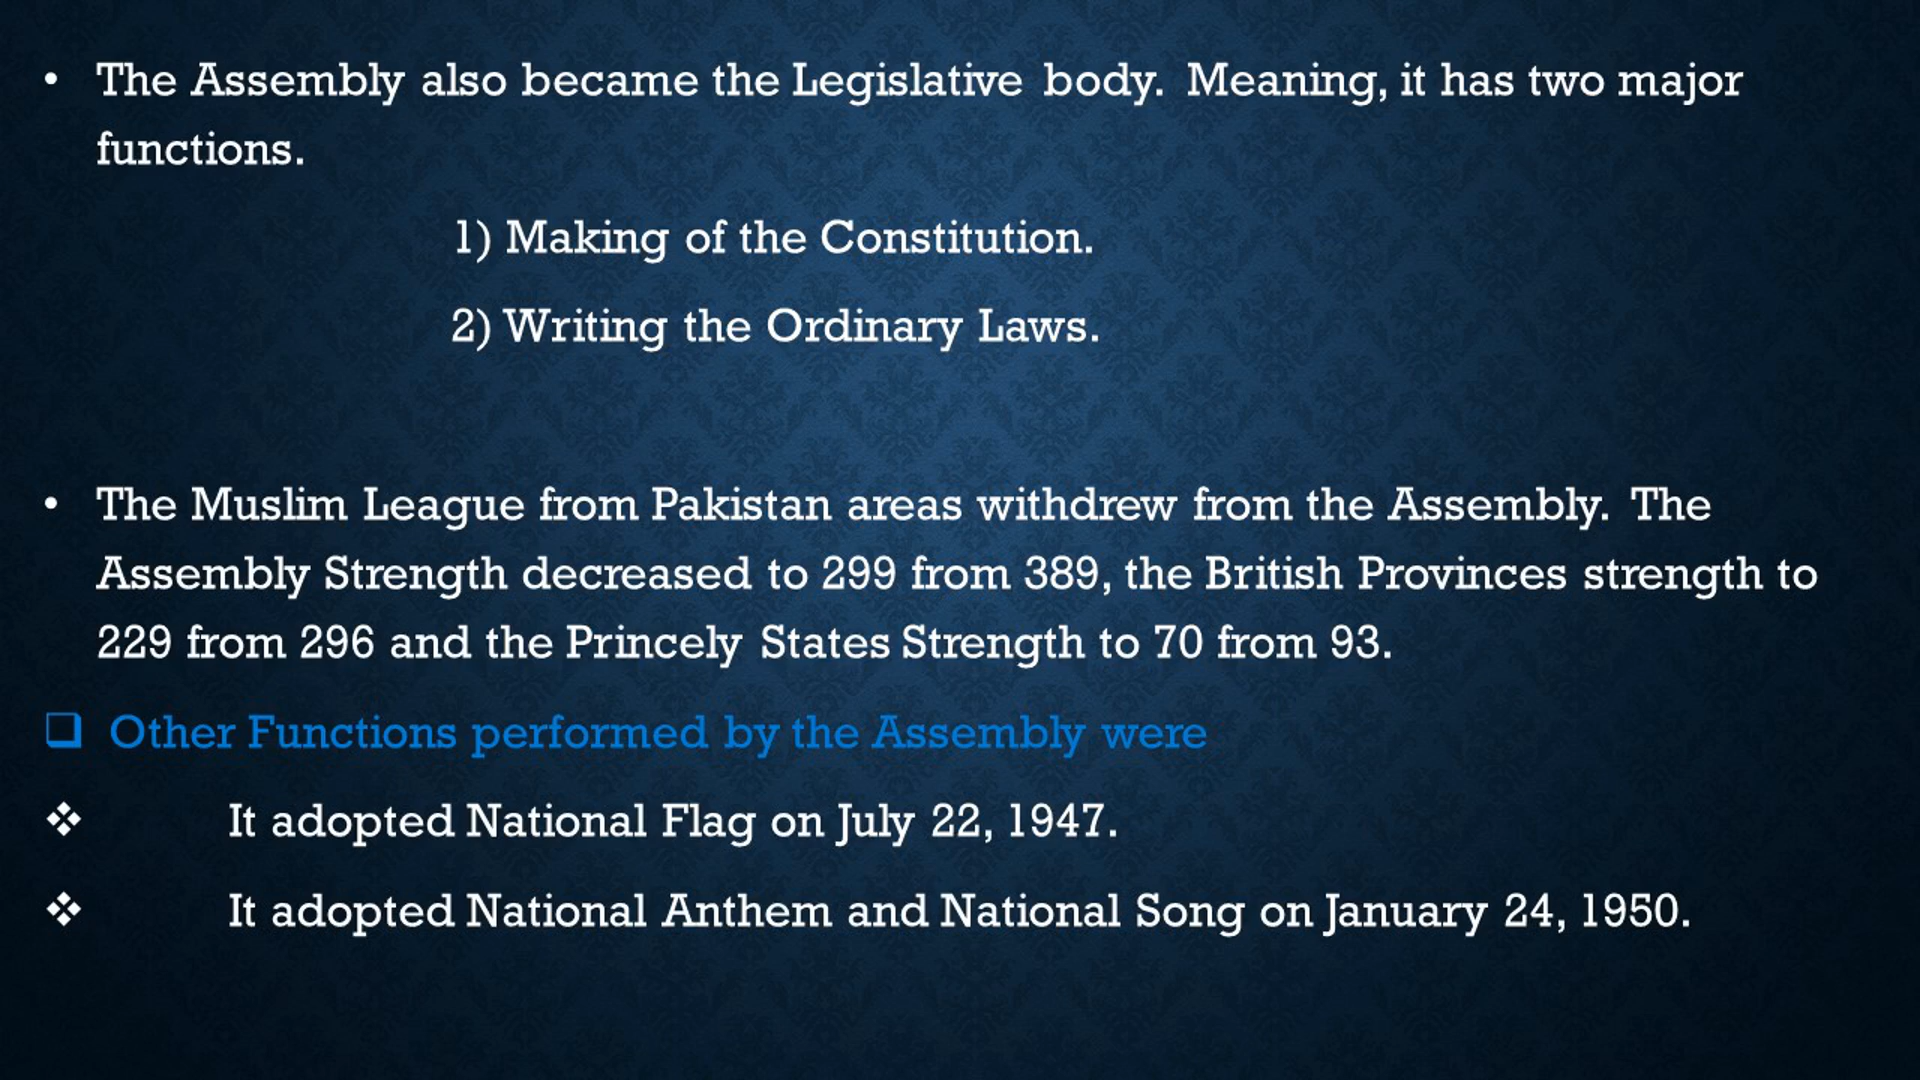 • The Assembly also became the Legislative body. Meaning, it has two major
functions.
1) Making of the Constitution.
2) Writing the Ordinary Laws.
• The Muslim League from Pakistan areas withdrew from the Assembly. The
Assembly Strength decreased to 299 from 389, the British Provinces strength to
229 from 296 and the Princely States Strength to 70 from 93.
❑ Other Functions performed by the Assembly were
❖ It adopted National Flag on July 22, 1947.
❖ It adopted National Anthem and National Song on January 24, 1950.